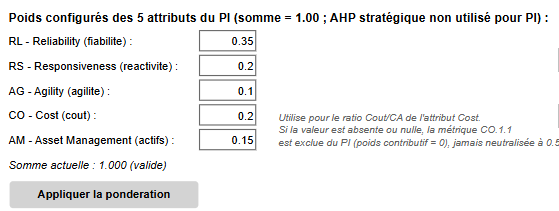 Poids configurés des 5 attributs du PI (somme = 1.00 ; AHP stratégique non utilisé pour PI) :
RL - Reliability (fiabilite) : 0.35
RS - Responsiveness (reactivite) : 0.2
AG - Agility (agilite) : 0.1
CO - Cost (cout) : 0.2
AM - Asset Management (actifs) : 0.15
Utilise pour le ratio Cout/CA de l'attribut Cost.
Si la valeur est absente ou nulle, la métrique CO.1.1
est exclue du PI (poids contributif = 0), jamais neutralisée à 0.5
Somme actuelle : 1.000 (valide)
Appliquer la ponderation